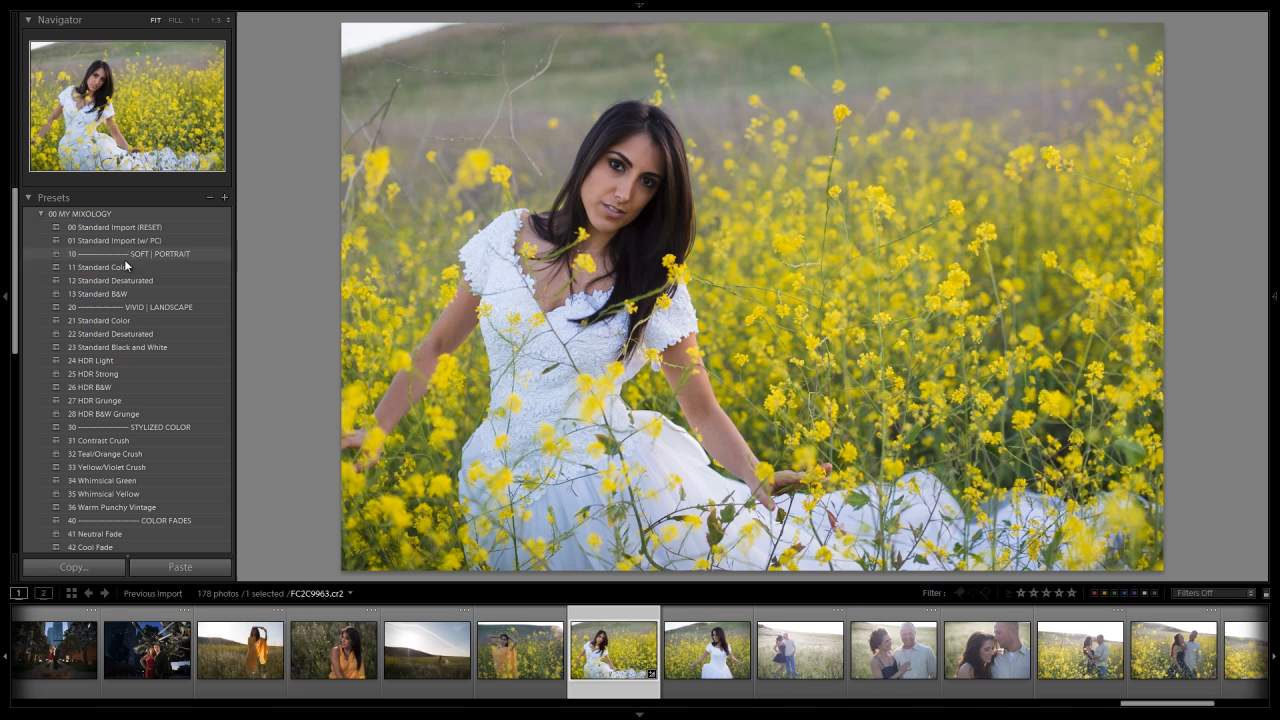 Navigator FIT FILL 1:1 1:3
Presets
00 MY MIXOLOGY
00 Standard Import (RESET)
01 Standard Import (w/ PC)
10 ---------------- SOFT | PORTRAIT
11 Standard Color
12 Standard Desaturated
13 Standard B&W
20 ---------------- VIVID | LANDSCAPE
21 Standard Color
22 Standard Desaturated
23 Standard Black and White
24 HDR Light
25 HDR Strong
26 HDR B&W
27 HDR Grunge
28 HDR B&W Grunge
30 ---------------- STYLIZED COLOR
31 Contrast Crush
32 Teal/Orange Crush
33 Yellow/Violet Crush
34 Whimsical Green
35 Whimsical Yellow
36 Warm Punchy Vintage
40 ------------------- COLOR FADES
41 Neutral Fade
42 Cool Fade
Copy... Paste
1 2 Previous Import 178 photos /1 selected /FC2C9963.cr2 Filter : Filters Off